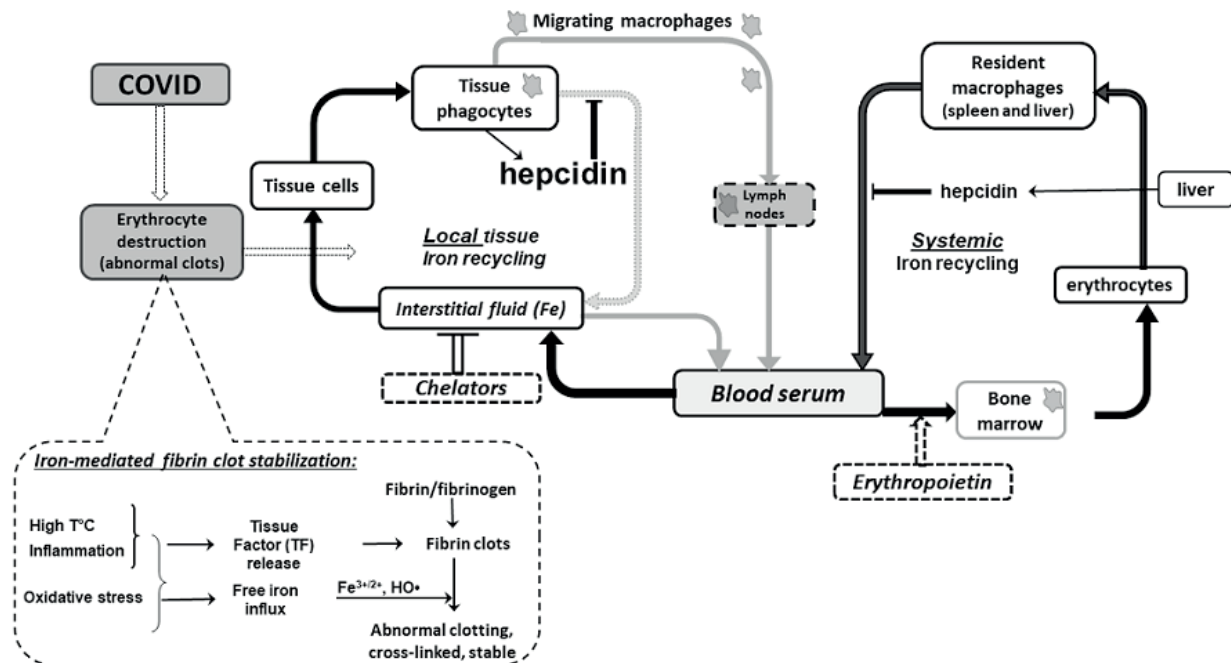 Migrating macrophages
COVID
Tissue
phagocytes
Resident
macrophages
(spleen and liver)
hepcidin
Tissue cells
Lymph
nodes
hepcidin
liver
Erythrocyte
destruction
(abnormal clots)
Local tissue
Iron recycling
Systemic
Iron recycling
erythrocytes
Interstitial fluid (Fe)
Chelators
Blood serum
Bone
marrow
Erythropoietin
Iron-mediated fibrin clot stabilization:
Fibrin/fibrinogen
High T°C
Inflammation
Tissue
Factor (TF)
release
Fibrin clots
Oxidative stress
Free iron
influx
Fe³⁺/²⁺, HO•
Abnormal clotting,
cross-linked, stable